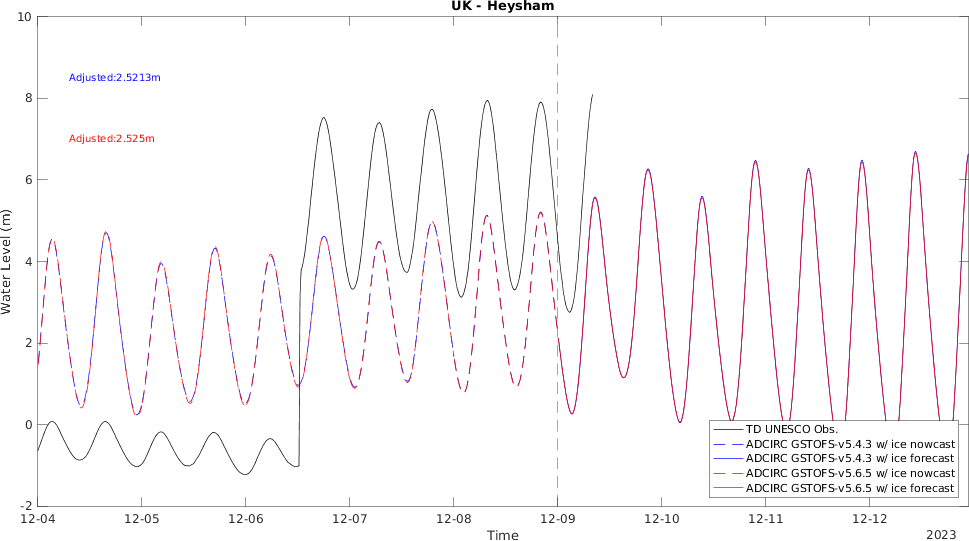 UK - Heysham
10
8
6
4
2
0
-2
Water Level (m)
Adjusted:2.5213m
Adjusted:2.525m
TD UNESCO Obs.
ADCIRC GSTOFS-v5.4.3 w/ ice nowcast
ADCIRC GSTOFS-v5.4.3 w/ ice forecast
ADCIRC GSTOFS-v5.6.5 w/ ice nowcast
ADCIRC GSTOFS-v5.6.5 w/ ice forecast
12-04 12-05 12-06 12-07 12-08 12-09 12-10 12-11 12-12
Time
2023